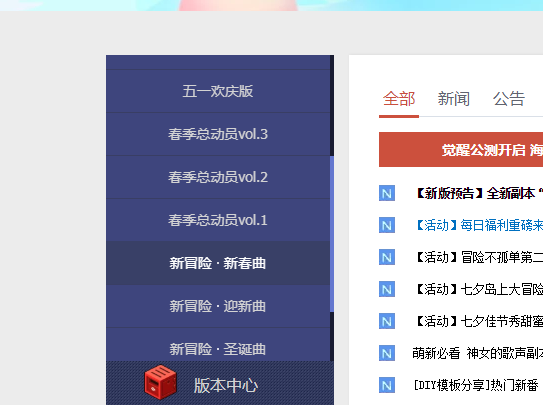 五一欢庆版
春季总动员vol.3
春季总动员vol.2
春季总动员vol.1
新冒险 · 新春曲
新冒险 · 迎新曲
新冒险 · 圣诞曲
版本中心
全部 新闻 公告
觉醒公测开启 海
N 【新版预告】全新副本“
N 【活动】每日福利重磅来
N 【活动】冒险不孤单第二
N 【活动】七夕岛上大冒险
N 【活动】七夕佳节秀甜蜜
N 萌新必看 神女的歌声副本
N [DIY模板分享]热门新番